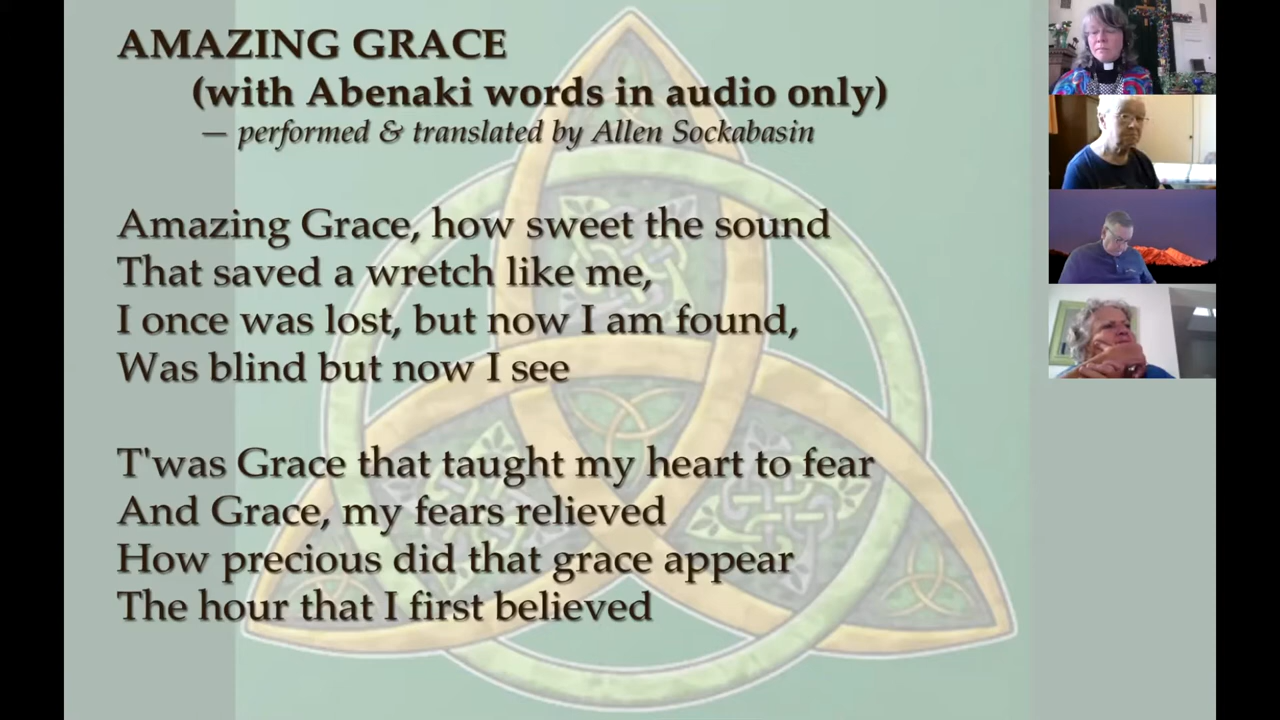 AMAZING GRACE
(with Abenaki words in audio only)
— performed & translated by Allen Sockabasin
Amazing Grace, how sweet the sound
That saved a wretch like me,
I once was lost, but now I am found,
Was blind but now I see
T'was Grace that taught my heart to fear
And Grace, my fears relieved
How precious did that grace appear
The hour that I first believed